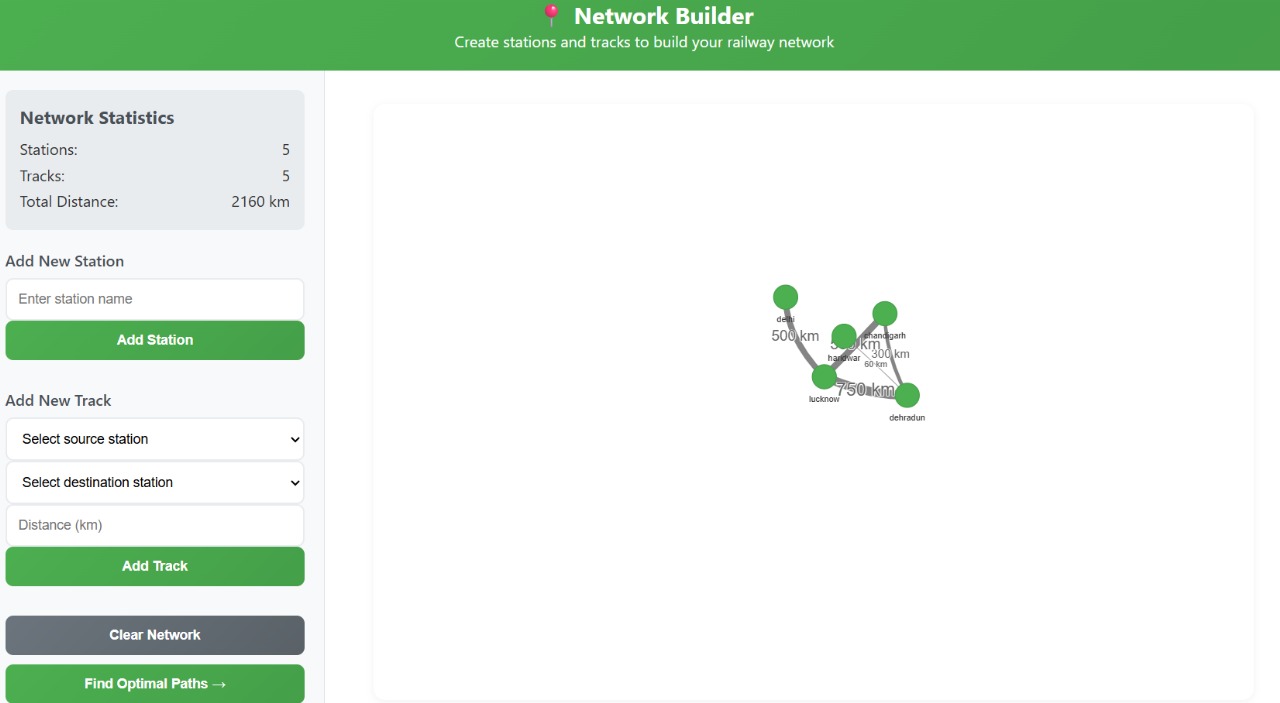 📍 Network Builder
Create stations and tracks to build your railway network
Network Statistics
Stations: 5
Tracks: 5
Total Distance: 2160 km
Add New Station
Enter station name
Add Station
Add New Track
Select source station
Select destination station
Distance (km)
Add Track
Clear Network
Find Optimal Paths →
delhi
500 km
chandigarh
km
haridwar
300 km
60 km
750 km
lucknow
dehradun